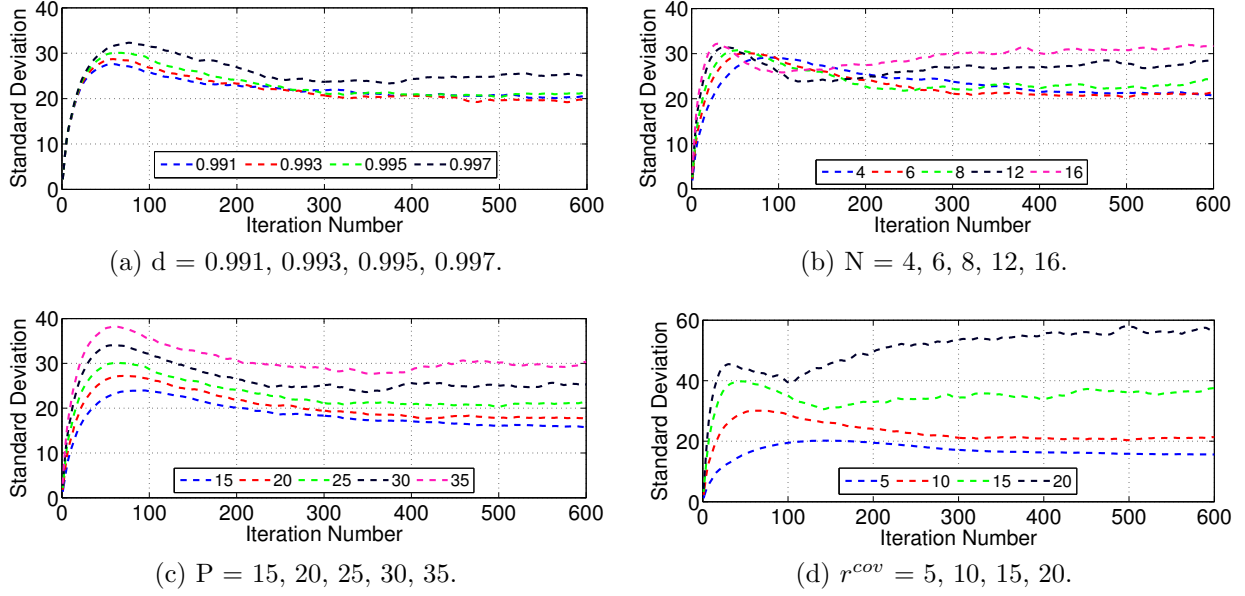 40
30
20
10
0
Standard Deviation
0.991 0.993 0.995 0.997
0 100 200 300 400 500 600
Iteration Number
(a) d = 0.991, 0.993, 0.995, 0.997.
40
30
20
10
0
Standard Deviation
4 6 8 12 16
0 100 200 300 400 500 600
Iteration Number
(b) N = 4, 6, 8, 12, 16.
40
30
20
10
0
Standard Deviation
15 20 25 30 35
0 100 200 300 400 500 600
Iteration Number
(c) P = 15, 20, 25, 30, 35.
60
40
20
0
Standard Deviation
5 10 15 20
0 100 200 300 400 500 600
Iteration Number
(d) r^cov = 5, 10, 15, 20.